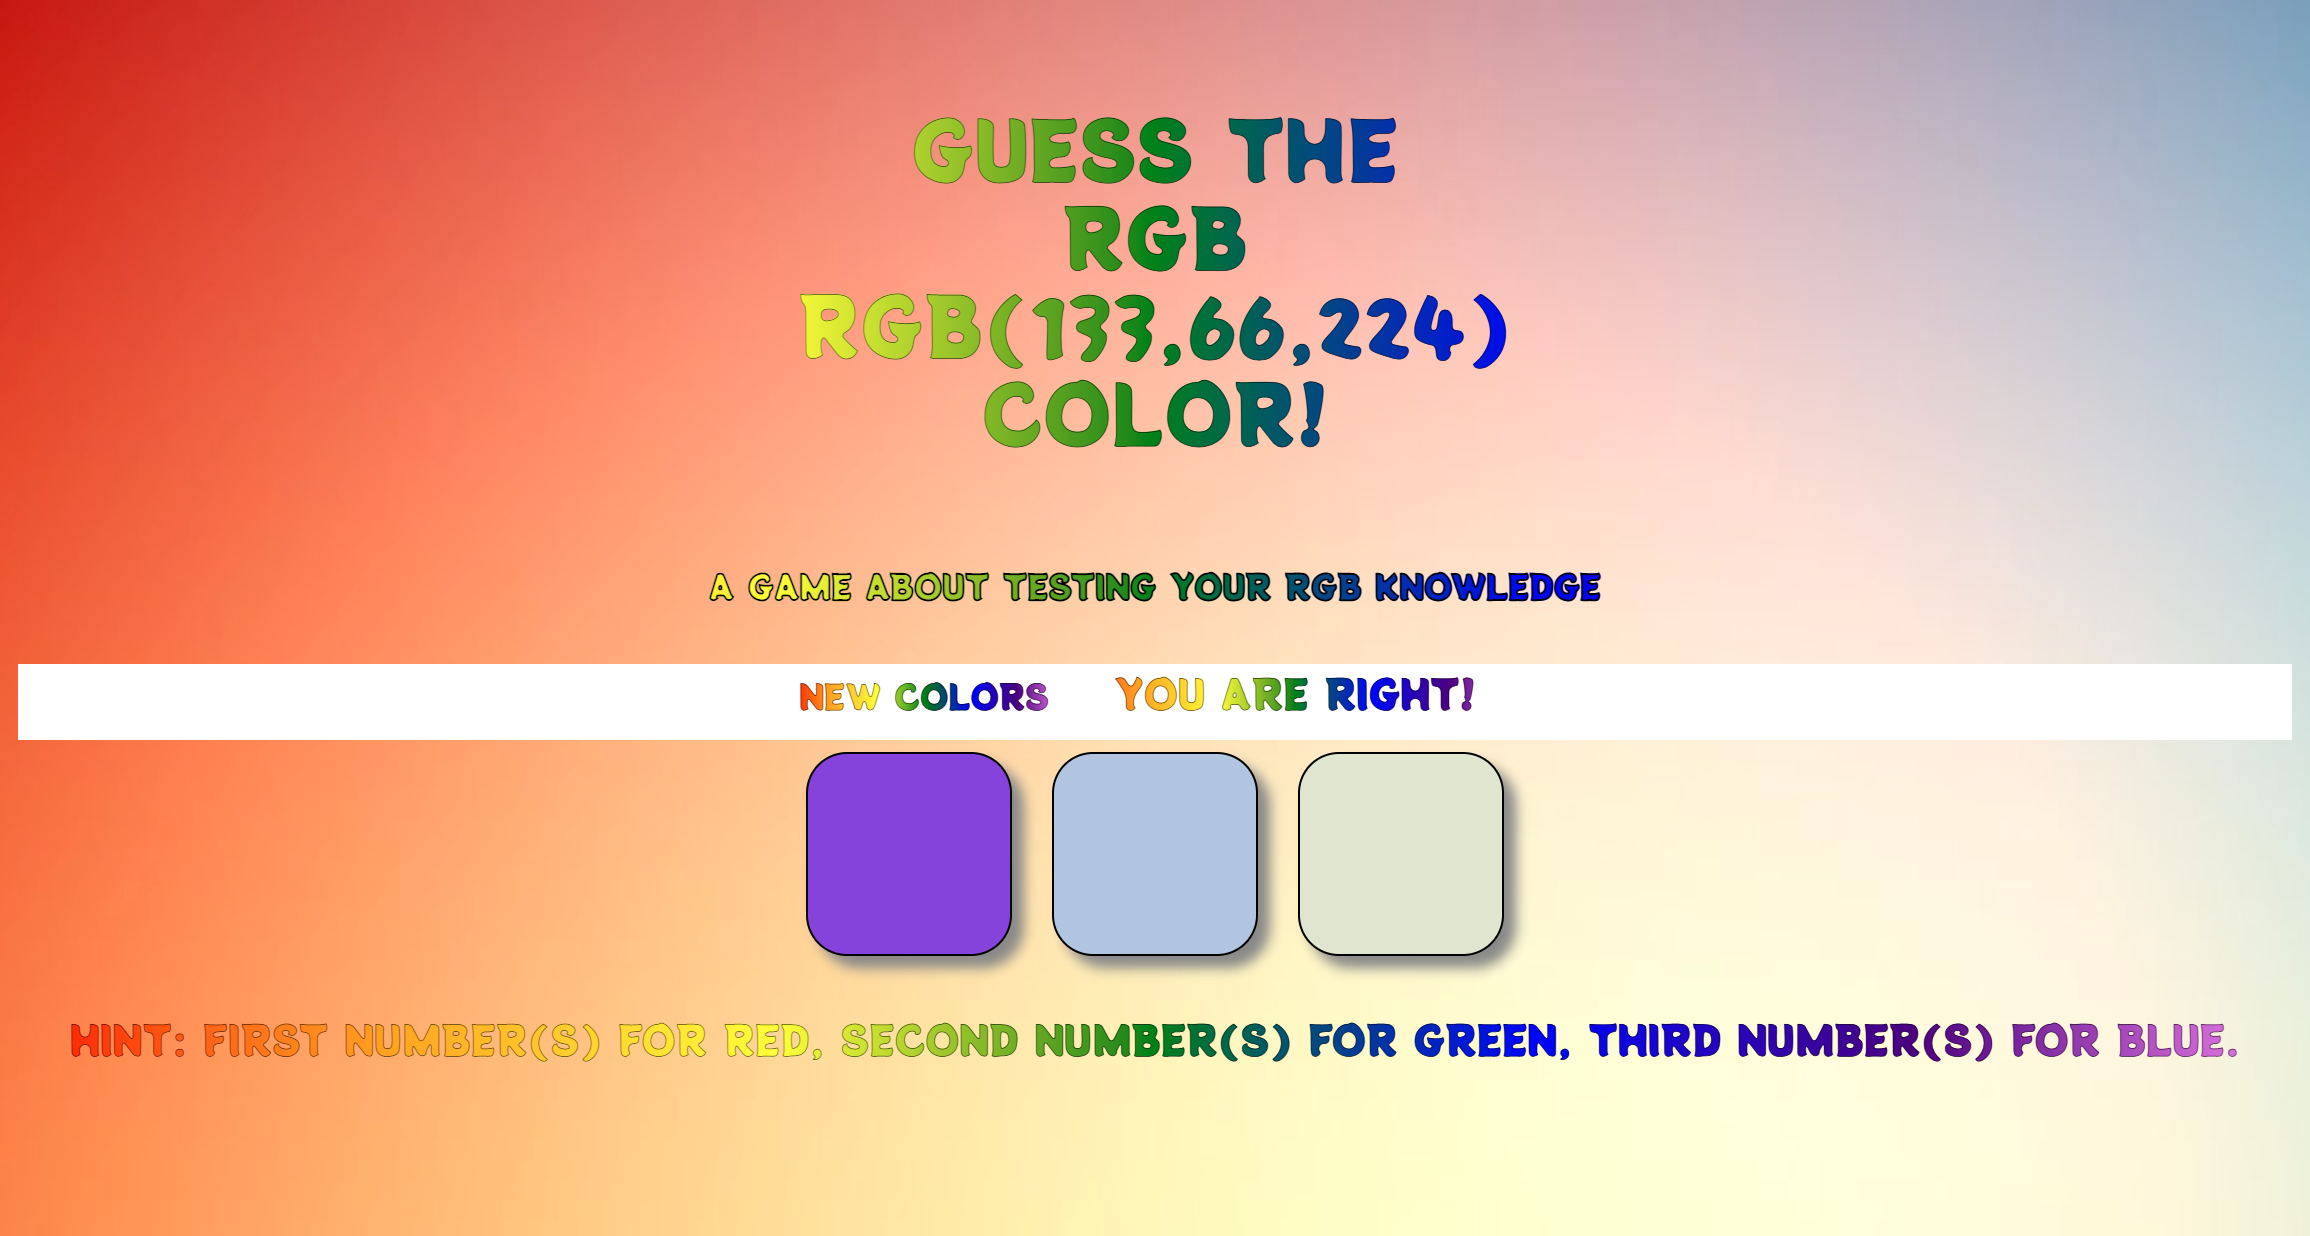 GUESS THE
RGB
RGB(133,66,224)
COLOR!
A GAME ABOUT TESTING YOUR RGB KNOWLEDGE
NEW COLORS YOU ARE RIGHT!
HINT: FIRST NUMBER(S) FOR RED, SECOND NUMBER(S) FOR GREEN, THIRD NUMBER(S) FOR BLUE.